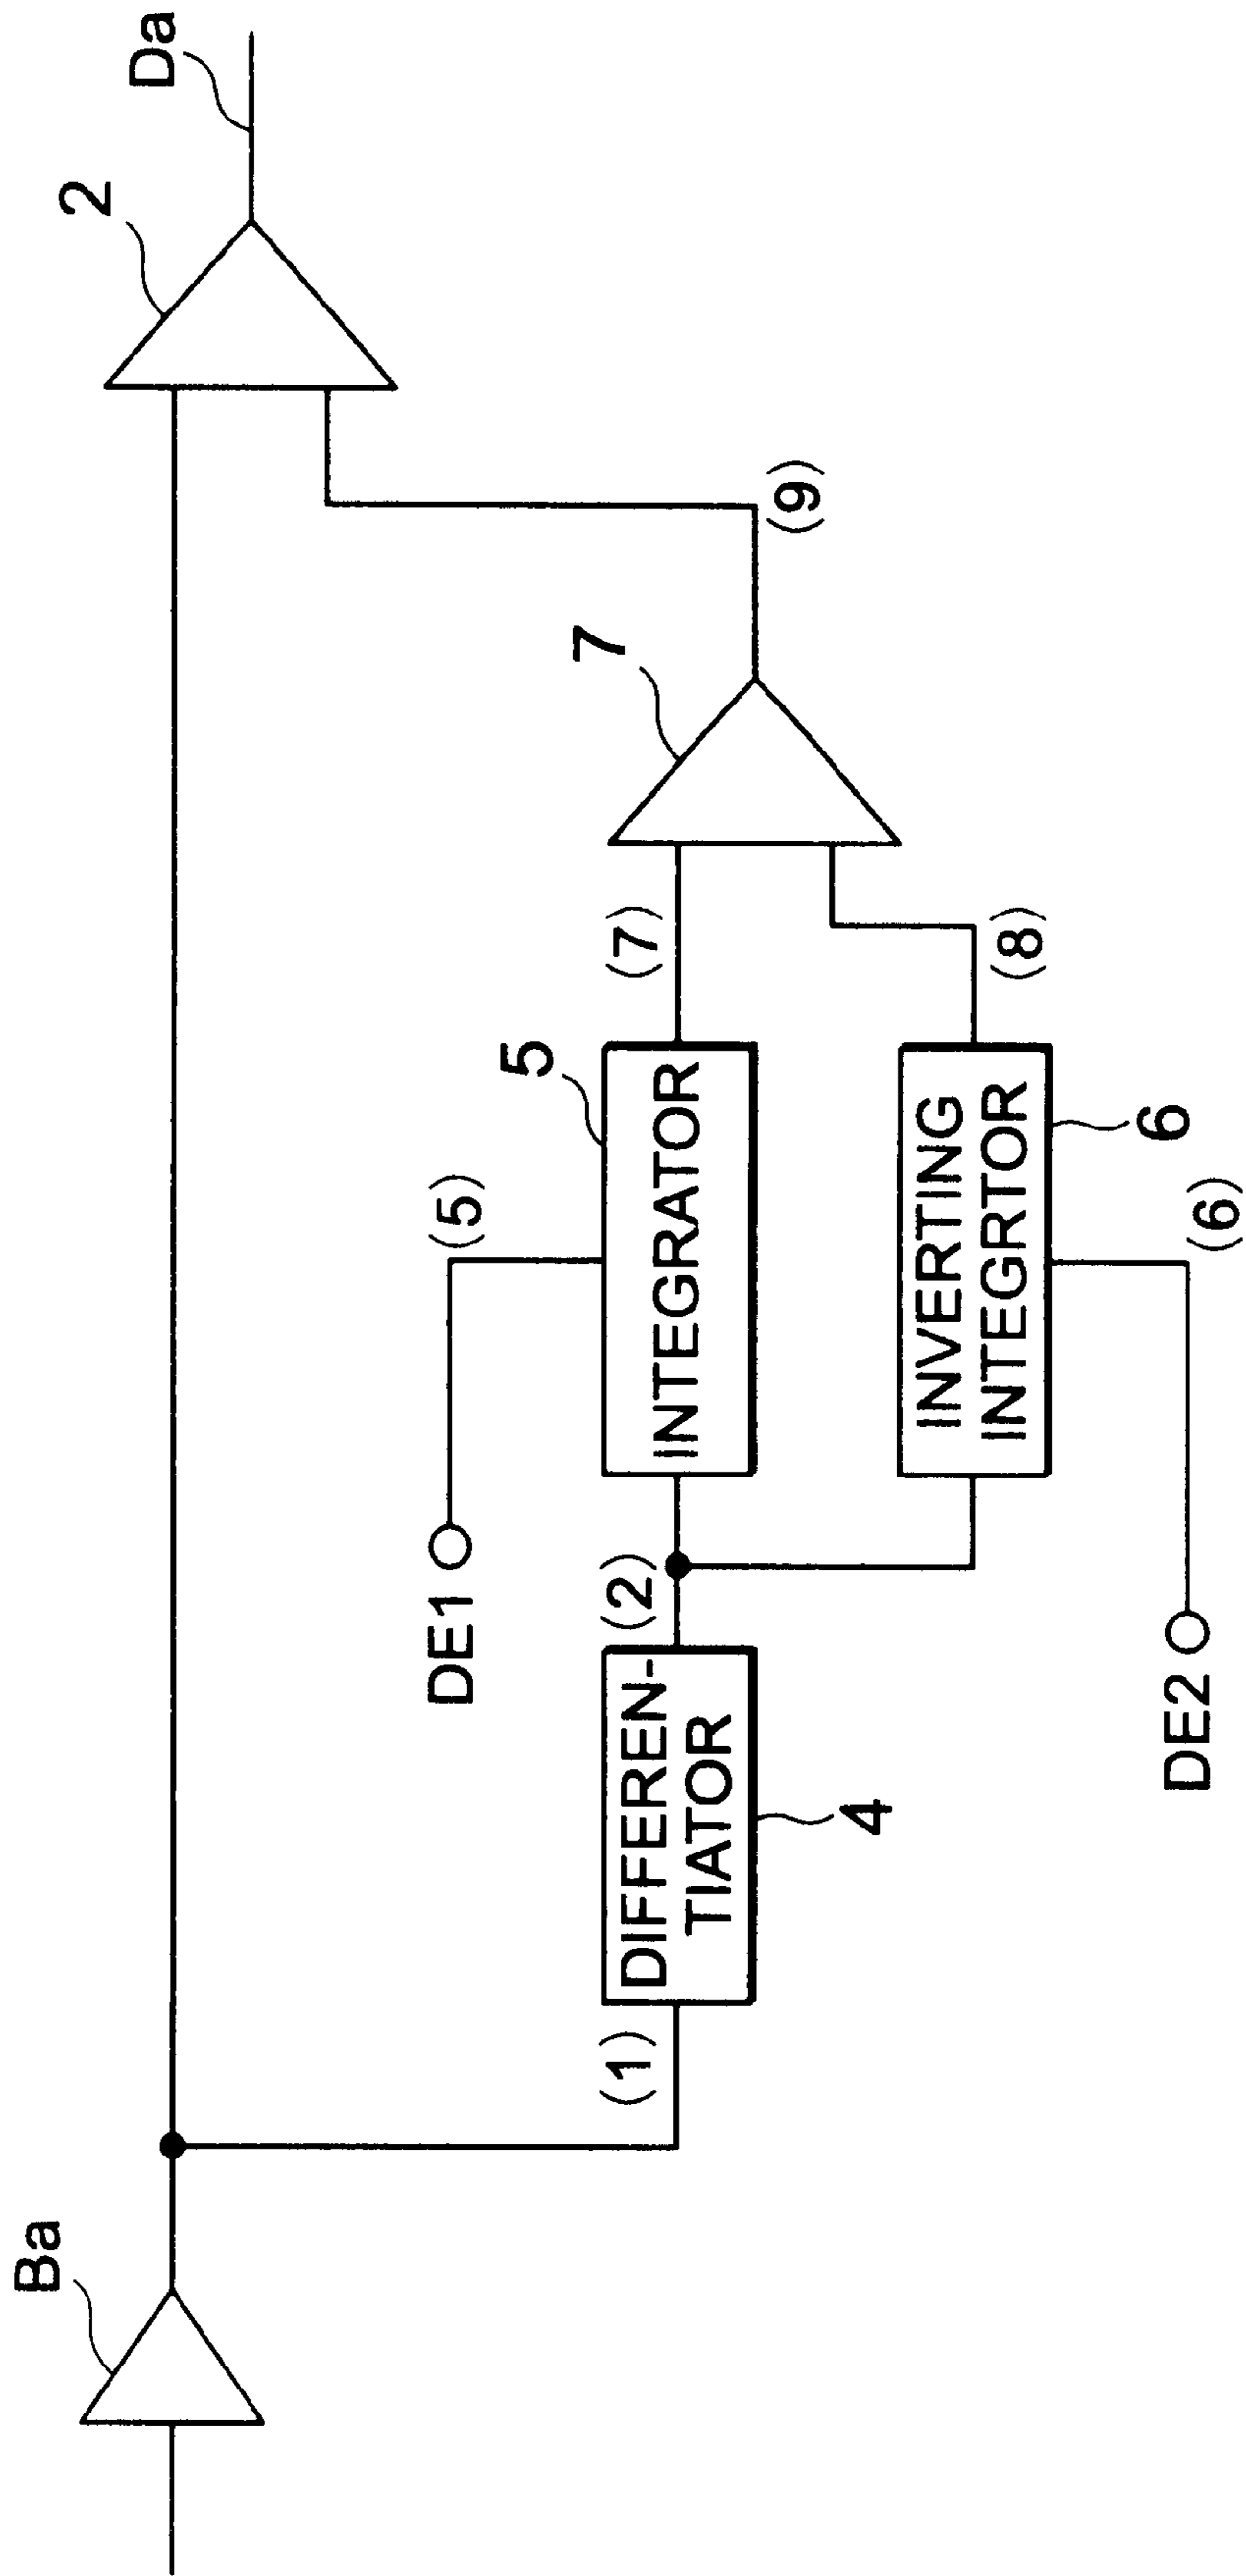 Ba
2
Da
(1)
DIFFEREN-
TIATOR
4
(2)
DE1
(5)
INTEGRATOR
5
(7)
7
(9)
INVERTING
INTEGRTOR
6
(8)
DE2
(6)